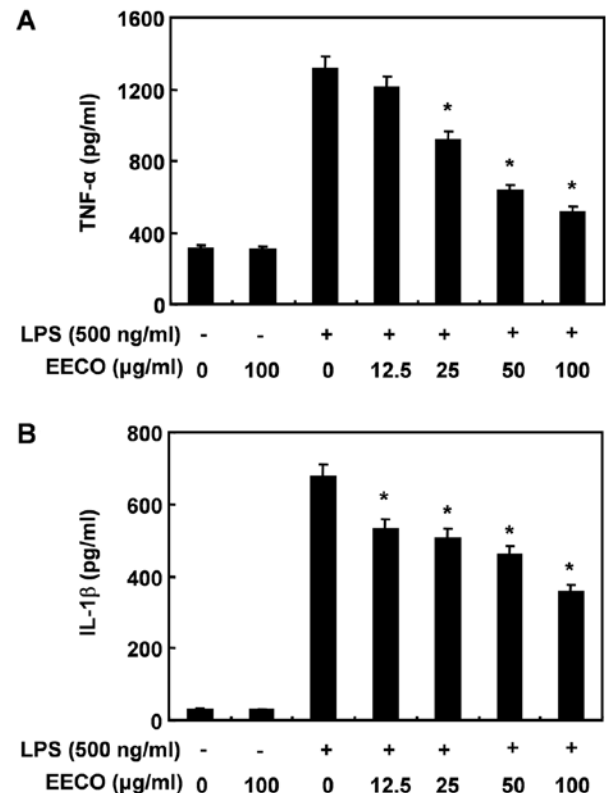 A
1600
1200
800
400
0
TNF-α (pg/ml)
* * *
LPS (500 ng/ml) - - + + + + +
EECO (μg/ml) 0 100 0 12.5 25 50 100
B
800
600
400
200
0
IL-1β (pg/ml)
* * * *
LPS (500 ng/ml) - - + + + + +
EECO (μg/ml) 0 100 0 12.5 25 50 100